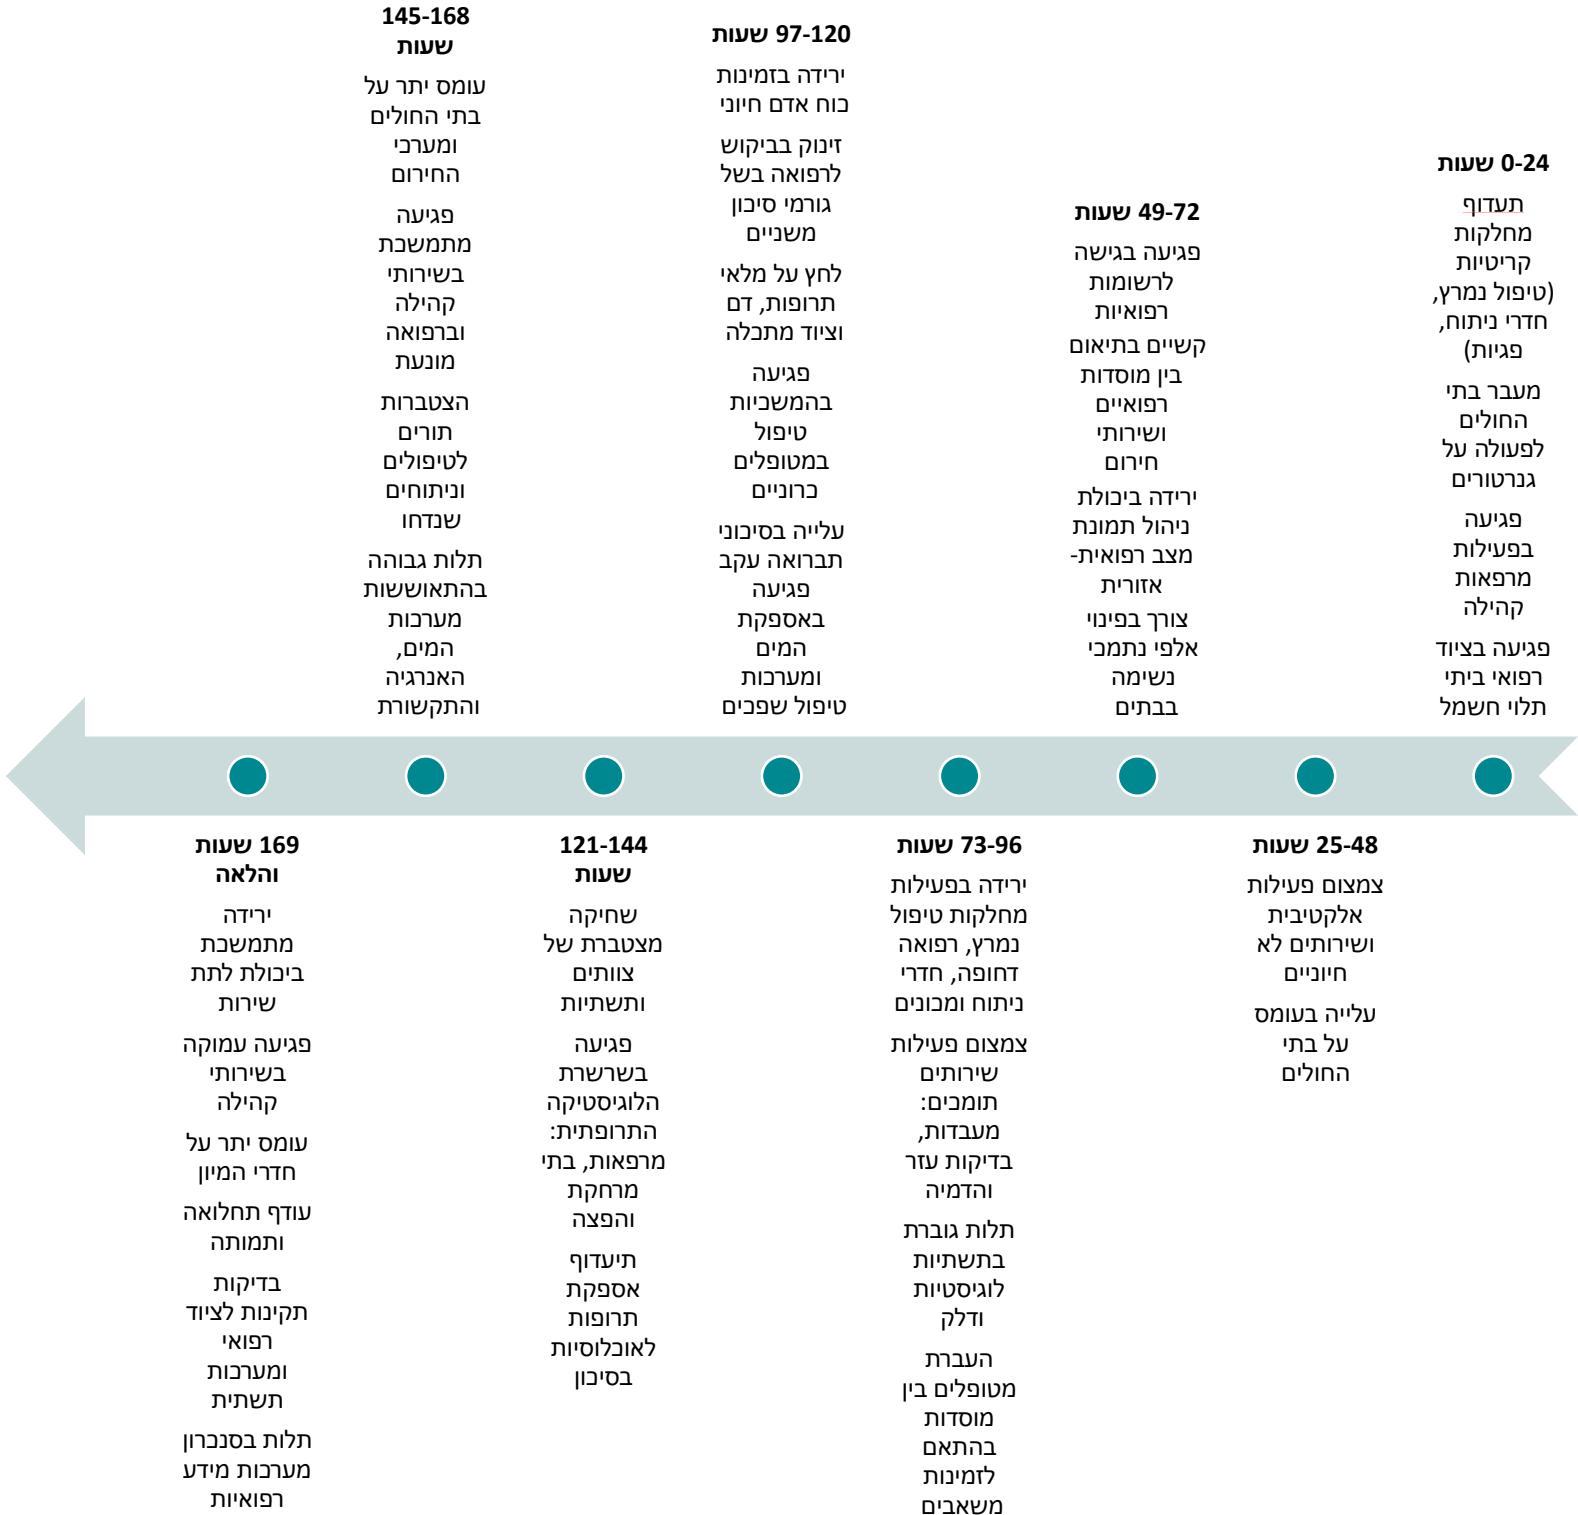 0-24 שעות
תעדוף
מחלקות
קריטיות
(טיפול נמרץ,
חדרי ניתוח,
פגיות)
מעבר בתי
החולים
לפעולה על
גנרטורים
פגיעה
בפעילות
מרפאות
קהילה
פגיעה בציוד
רפואי ביתי
תלוי חשמל
25-48 שעות
צמצום פעילות
אלקטיבית
ושירותים לא
חיוניים
עלייה בעומס
על בתי
החולים
49-72 שעות
פגיעה בגישה
לרשומות
רפואיות
קשיים בתיאום
בין מוסדות
רפואיים
ושירותי
חירום
ירידה ביכולת
ניהול תמונת
מצב רפואית-
אזורית
צורך בפינוי
אלפי נתמכי
נשימה
בבתים
73-96 שעות
ירידה בפעילות
מחלקות טיפול
נמרץ, רפואה
דחופה, חדרי
ניתוח ומכונים
צמצום פעילות
שירותים
תומכים:
מעבדות,
בדיקות עזר
והדמיה
תלות גוברת
בתשתיות
לוגיסטיות
ודלק
העברת
מטופלים בין
מוסדות
בהתאם
לזמינות
משאבים
97-120 שעות
ירידה בזמינות
כוח אדם חיוני
זינוק בביקוש
לרפואה בשל
גורמי סיכון
משניים
לחץ על מלאי
תרופות, דם
וציוד מתכלה
פגיעה
בהמשכיות
טיפול
במטופלים
כרוניים
עלייה בסיכוני
תברואה עקב
פגיעה
באספקת
המים
ומערכות
טיפול שפכים
121-144
שעות
שחיקה
מצטברת של
צוותים
ותשתיות
פגיעה
בשרשרת
הלוגיסטיקה
התרופתית:
מרפאות, בתי
מרחקת
והפצה
תיעדוף
אספקת
תרופות
לאוכלוסיות
בסיכון
145-168
שעות
עומס יתר על
בתי החולים
ומערכי
החירום
פגיעה
מתמשכת
בשירותי
קהילה
וברפואה
מונעת
הצטברות
תורים
לטיפולים
וניתוחים
שנדחו
תלות גבוהה
בהתאוששות
מערכות
המים,
האנרגיה
והתקשורת
169 שעות
והלאה
ירידה
מתמשכת
ביכולת לתת
שירות
פגיעה עמוקה
בשירותי
קהילה
עומס יתר על
חדרי המיון
עודף תחלואה
ותמותה
בדיקות
תקינות לציוד
רפואי
ומערכות
תשתית
תלות בסנכרון
מערכות מידע
רפואיות